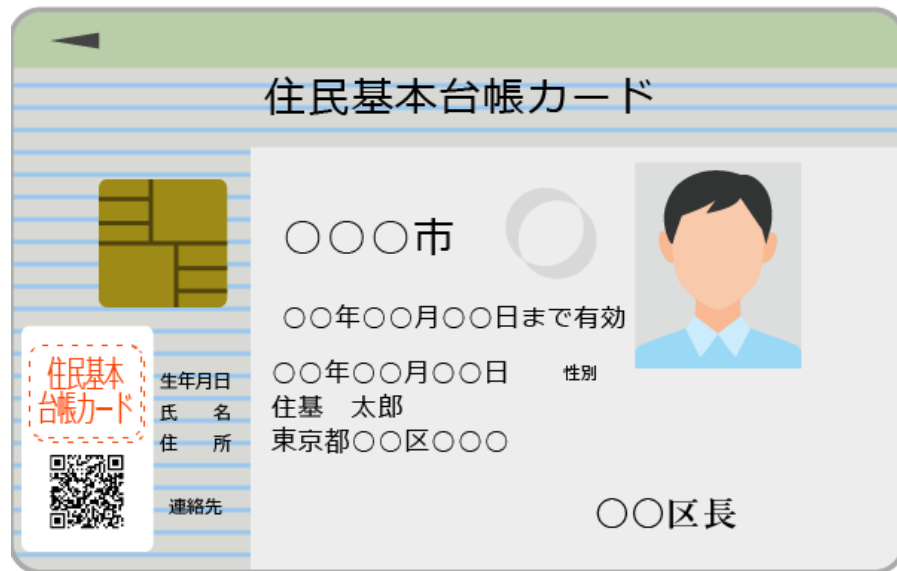 住民基本台帳カード
○○○市
○○年○○月○○日まで有効
生年月日 ○○年○○月○○日 性別
氏 名 住基 太郎
住 所 東京都○○区○○○
住民基本
台帳カード
連絡先
○○区長